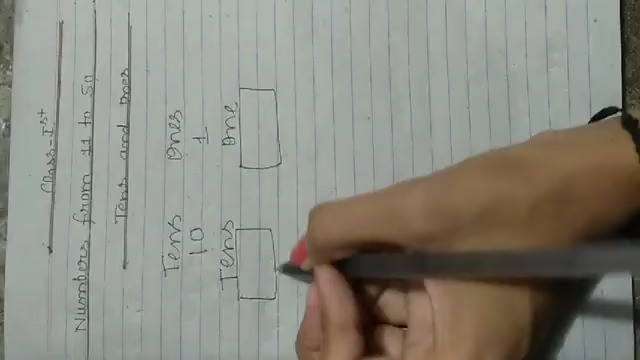 Class-Ist
Numbers from 11 to 50
Tens and ones
Tens Ones
10 1
Tens One